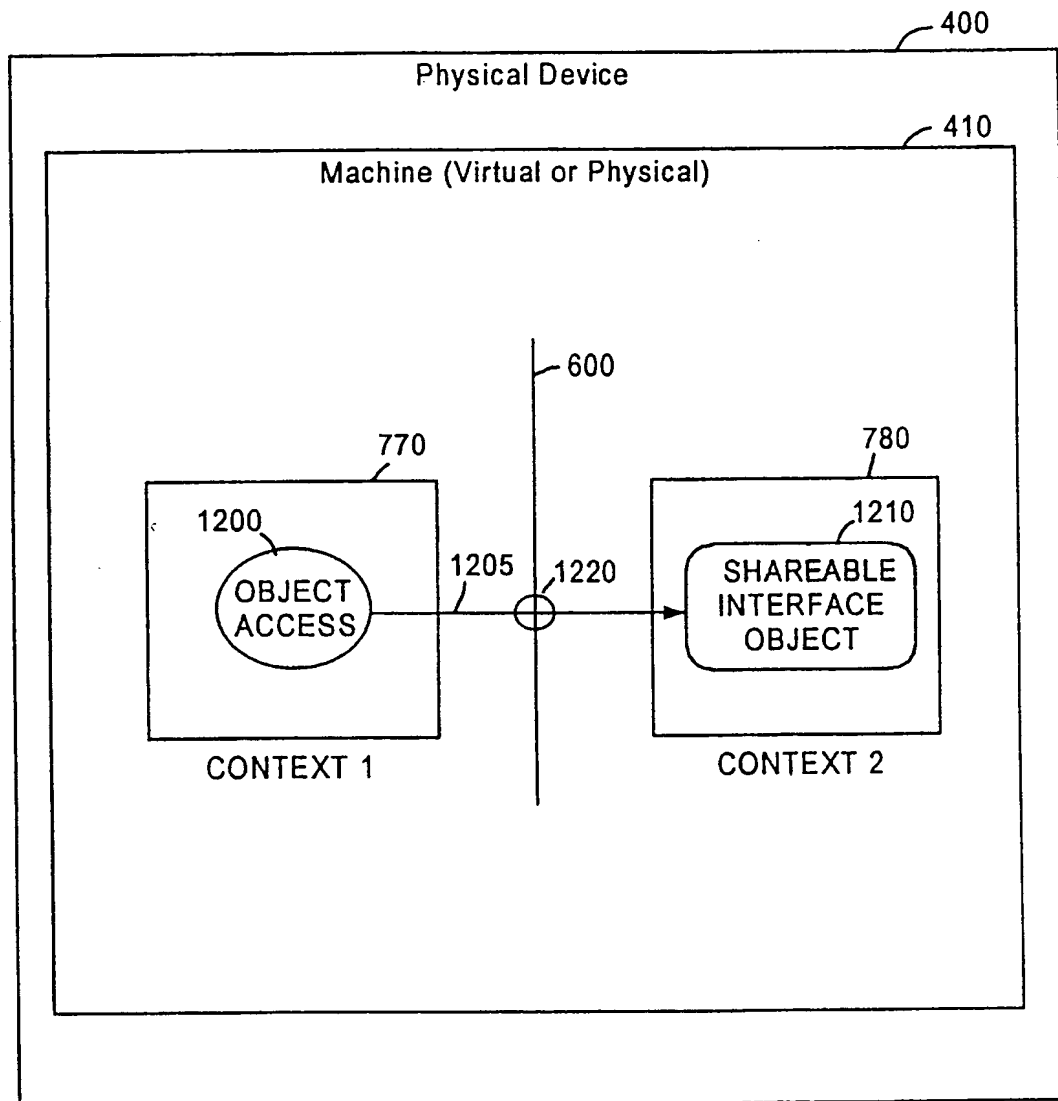 400
Physical Device
410
Machine (Virtual or Physical)
600
770
780
1200
1210
OBJECT
ACCESS
1205
1220
SHAREABLE
INTERFACE
OBJECT
CONTEXT 1
CONTEXT 2